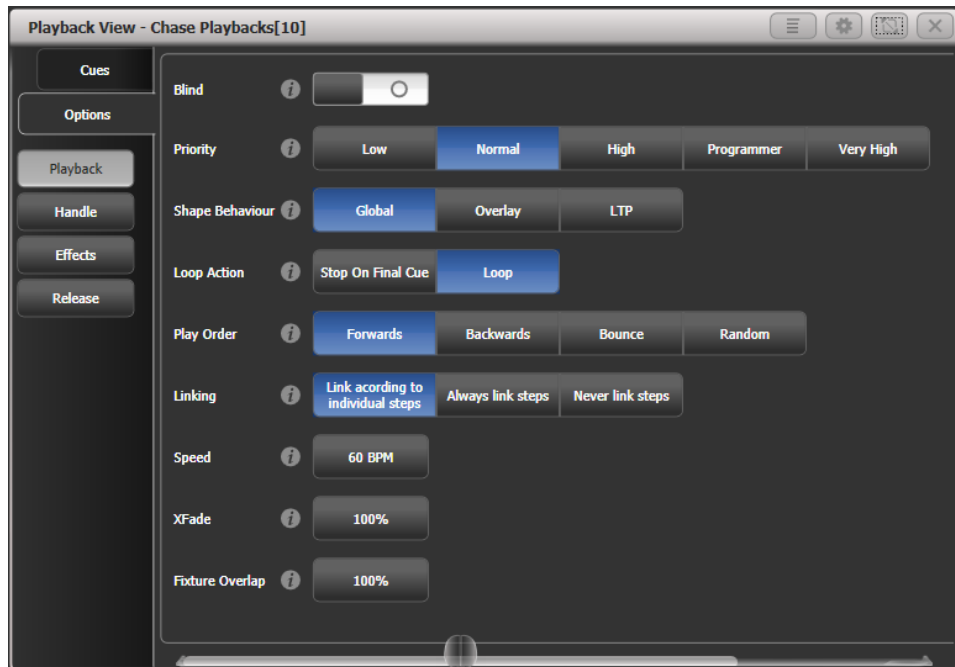 Playback View - Chase Playbacks[10]
Cues
Options
Playback
Handle
Effects
Release
Blind
Priority
Low Normal High Programmer Very High
Shape Behaviour
Global Overlay LTP
Loop Action
Stop On Final Cue Loop
Play Order
Forwards Backwards Bounce Random
Linking
Link acording to
individual steps
Always link steps Never link steps
Speed
60 BPM
XFade
100%
Fixture Overlap
100%